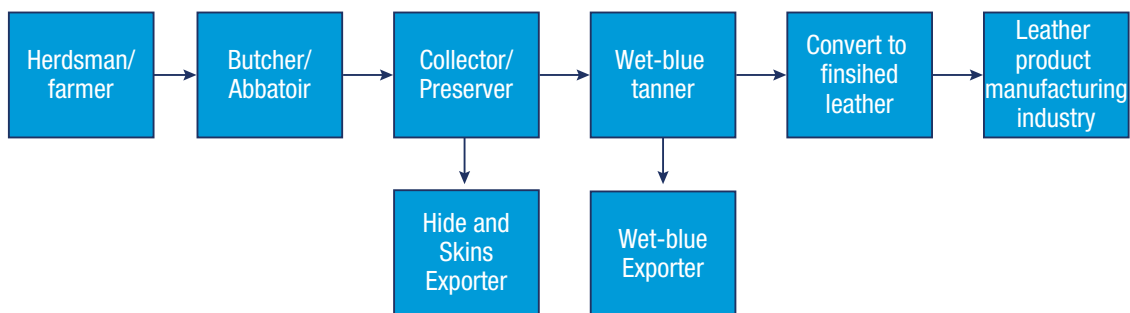 Herdsman/
farmer
Butcher/
Abbatoir
Collector/
Preserver
Wet-blue
tanner
Convert to
finsihed
leather
Leather
product
manufacturing
industry
Hide and
Skins
Exporter
Wet-blue
Exporter